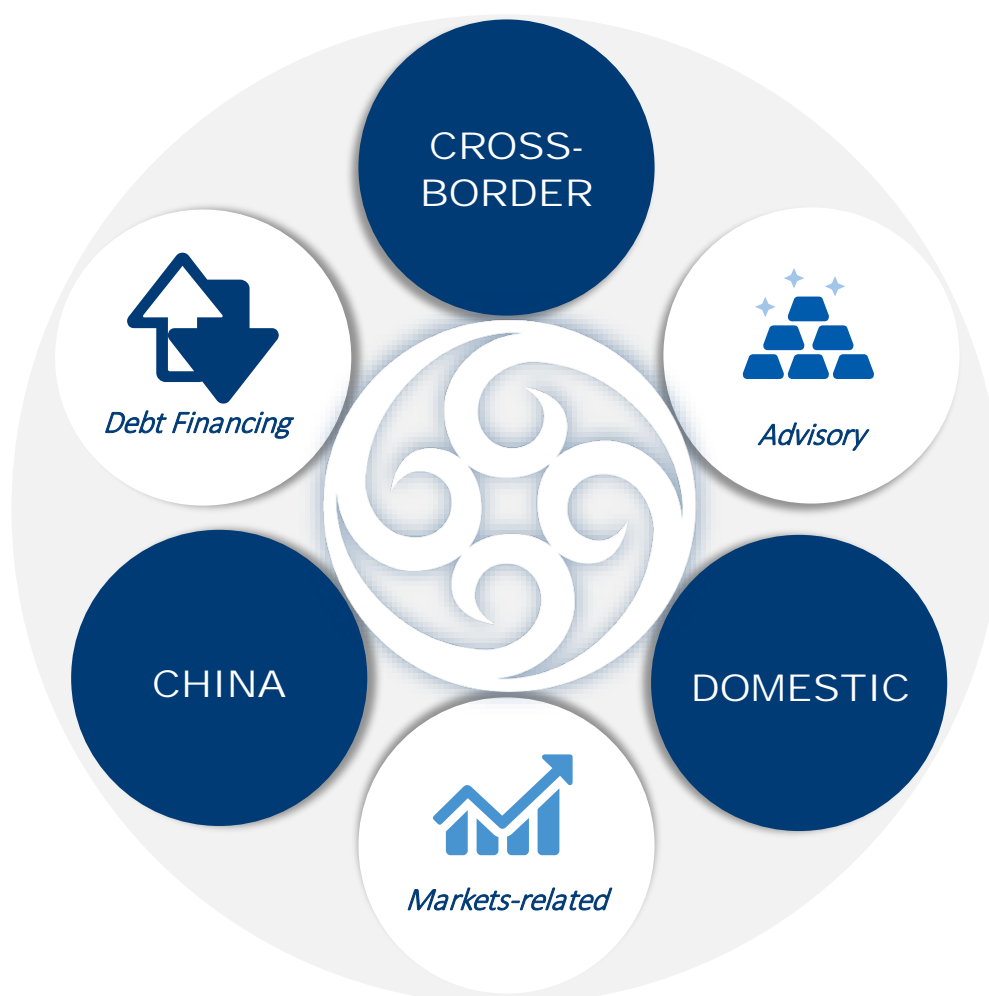 CROSS-
BORDER
Debt Financing
Advisory
CHINA
DOMESTIC
Markets-related